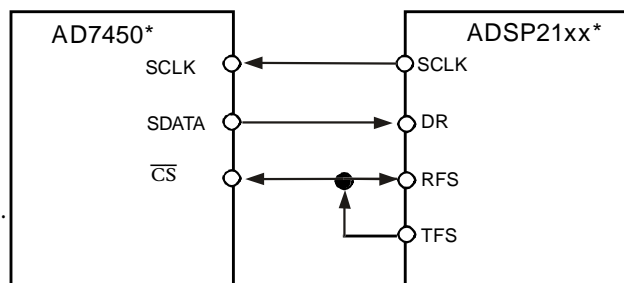 AD7450*
ADSP21xx*
SCLK
SCLK
SDATA
DR
CS
RFS
TFS